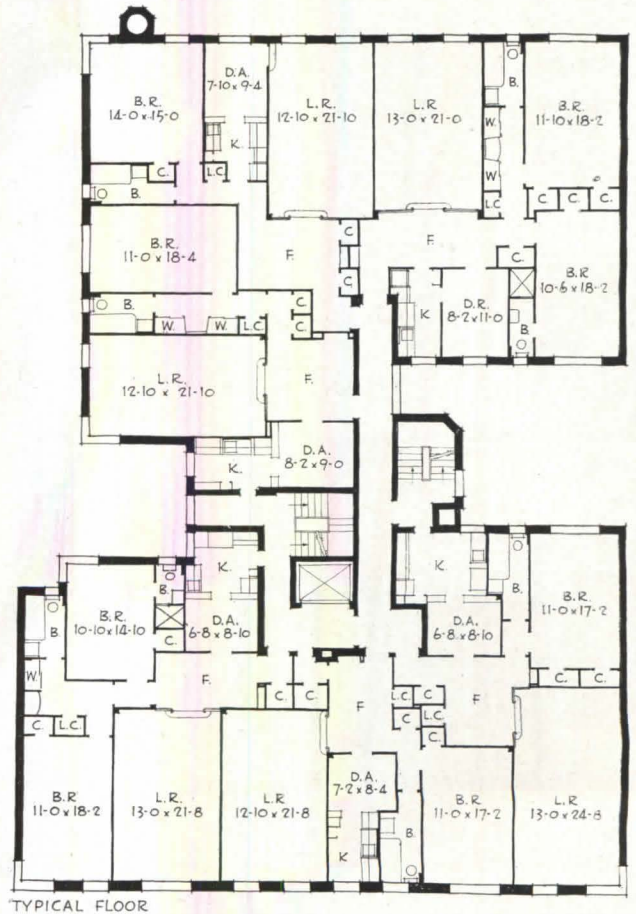 B.R.
14-0 x 15-0
D.A.
7-10 x 9-4
K.
L.R.
12-10 x 21-10
L.R.
13-0 x 21-0
B.
W.
W
L.C
B.R.
11-10 x 18-2
C.
L.C.
B.
C.
C.
C.
B.R.
11-0 x 18-4
F.
C.
C.
F.
C.
B.R
10-6 x 18-2
B.
W.
W.
L.C.
C.
C.
K
D.R.
8-2 x 11-0
B
L.R.
12-10 x 21-10
F.
K.
D.A.
8-2 x 9-0
K.
D.A.
6-8 x 8-10
B.
C.
B.R.
10-10 x 14-10
B.
W.
C.
L.C.
F.
C.
C.
K.
D.A.
6-8 x 8-10
B.
B.R.
11-0 x 17-2
C.
C.
F
L.C
C
C
L.C.
C.
F.
B.R
11-0 x 18-2
L.R.
13-0 x 21-8
L.R
12-10 x 21-8
D.A.
7-2 x 8-4
K
B.
B.R
11-0 x 17-2
L.R
13-0 x 24-8
TYPICAL FLOOR